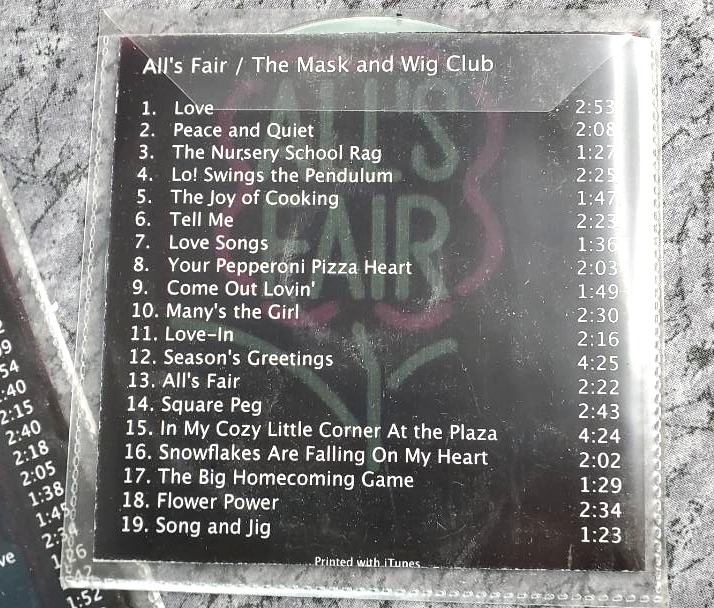 All's Fair / The Mask and Wig Club
1. Love 2:53
2. Peace and Quiet 2:08
3. The Nursery School Rag 1:27
4. Lo! Swings the Pendulum 2:25
5. The Joy of Cooking 1:47
6. Tell Me 2:23
7. Love Songs 1:36
8. Your Pepperoni Pizza Heart 2:03
9. Come Out Lovin' 1:49
10. Many's the Girl 2:30
11. Love-In 2:16
12. Season's Greetings 4:25
13. All's Fair 2:22
14. Square Peg 2:43
15. In My Cozy Little Corner At the Plaza 4:24
16. Snowflakes Are Falling On My Heart 2:02
17. The Big Homecoming Game 1:29
18. Flower Power 2:34
19. Song and Jig 1:23
Printed with iTunes
ALL'S
FAIR
2:15
2:40
2:18
2:05
1:38
1:52